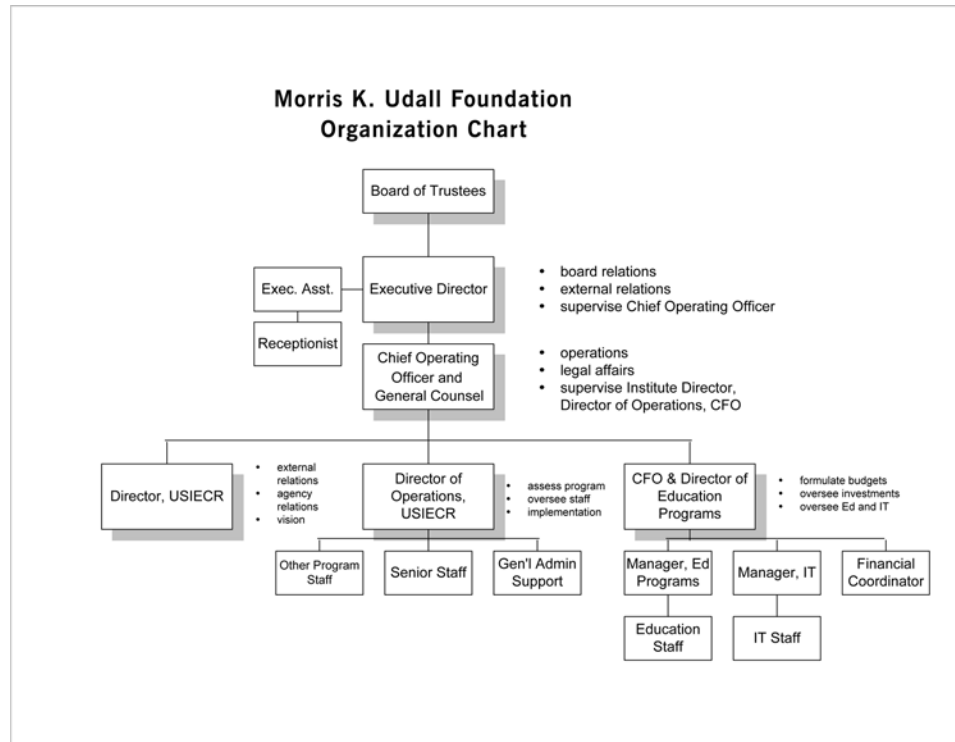 Morris K. Udall Foundation
Organization Chart
Board of Trustees
Exec. Asst.
Executive Director
• board relations
• external relations
• supervise Chief Operating Officer
Receptionist
Chief Operating
Officer and
General Counsel
• operations
• legal affairs
• supervise Institute Director,
Director of Operations, CFO
Director, USIECR
• external
relations
• agency
relations
• vision
Director of
Operations,
USIECR
• assess program
• oversee staff
• implementation
CFO & Director of
Education
Programs
• formulate budgets
• oversee investments
• oversee Ed and IT
Other Program
Staff
Senior Staff
Gen'l Admin
Support
Manager, Ed
Programs
Manager, IT
Financial
Coordinator
Education
Staff
IT Staff